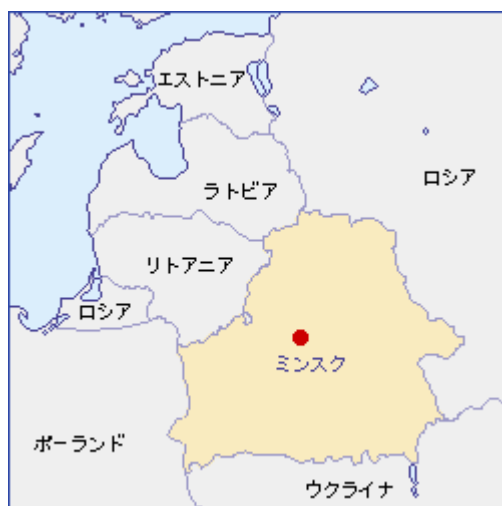 エストニア
ラトビア
ロシア
リトアニア
ロシア
ミンスク
ポーランド
ウクライナ